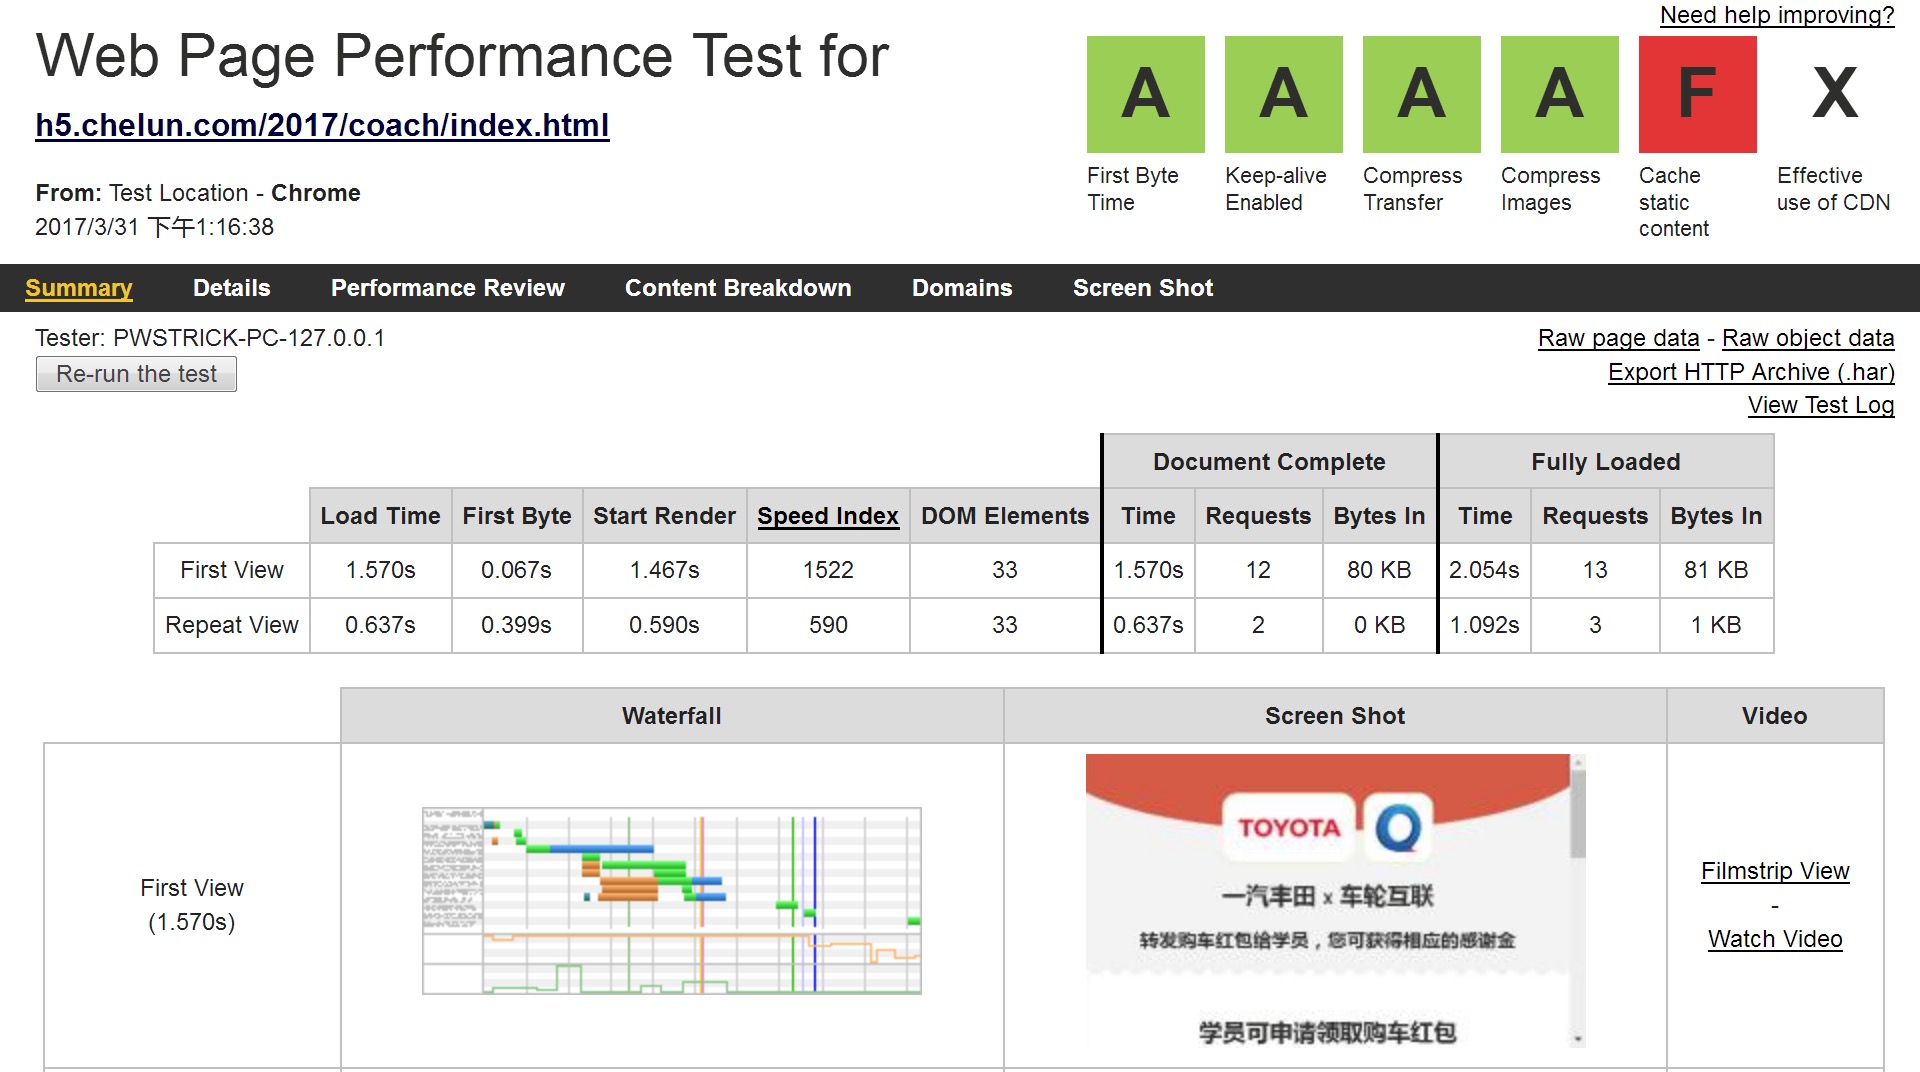 Need help improving?
Web Page Performance Test for
h5.chelun.com/2017/coach/index.html
From: Test Location - Chrome
2017/3/31 下午1:16:38
A A A A F X
First Byte Time
Keep-alive Enabled
Compress Transfer
Compress Images
Cache static content
Effective use of CDN
Summary Details Performance Review Content Breakdown Domains Screen Shot
Tester: PWSTRICK-PC-127.0.0.1
Re-run the test
Raw page data - Raw object data
Export HTTP Archive (.har)
View Test Log
Document Complete Fully Loaded
Load Time First Byte Start Render Speed Index DOM Elements Time Requests Bytes In Time Requests Bytes In
First View 1.570s 0.067s 1.467s 1522 33 1.570s 12 80 KB 2.054s 13 81 KB
Repeat View 0.637s 0.399s 0.590s 590 33 0.637s 2 0 KB 1.092s 3 1 KB
Waterfall Screen Shot Video
First View
(1.570s)
TOYOTA
一汽丰田 x 车轮互联
转发购车红包给学员，您可获得相应的感谢金
学员可申请领取购车红包
Filmstrip View
-
Watch Video